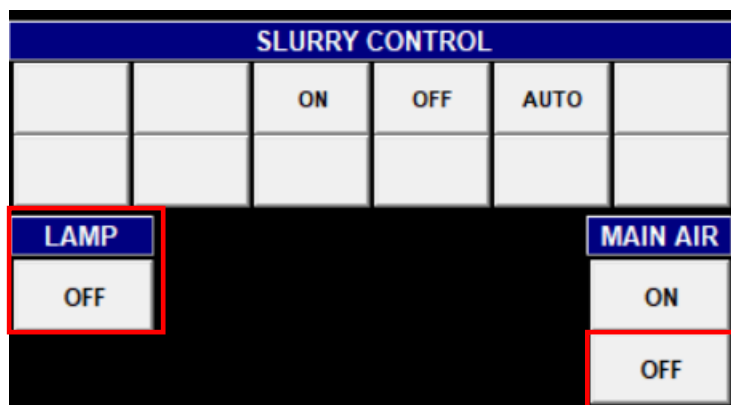 SLURRY CONTROL
ON OFF AUTO
LAMP MAIN AIR
OFF ON
OFF